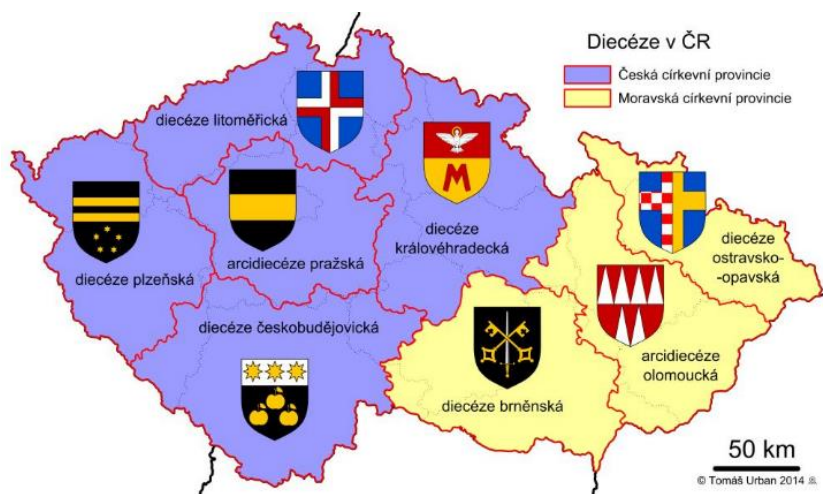 Diecéze v ČR
Česká církevní provincie
Moravská církevní provincie
diecéze litoměřická
M
diecéze plzeňská
arcidiecéze pražská
diecéze
královéhradecká
diecéze
ostravsko-
-opavská
diecéze českobudějovická
arcidiecéze
olomoucká
diecéze brněnská
50 km
© Tomáš Urban 2014